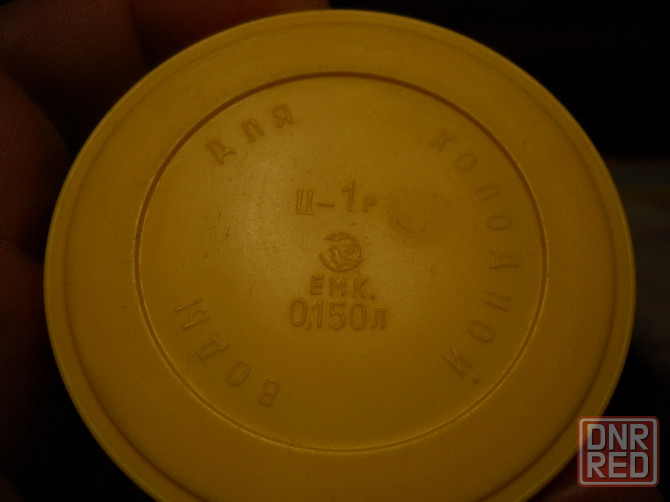 для холодной воды
Ц-1р
ЕМК.
0,150л
DNR
RED